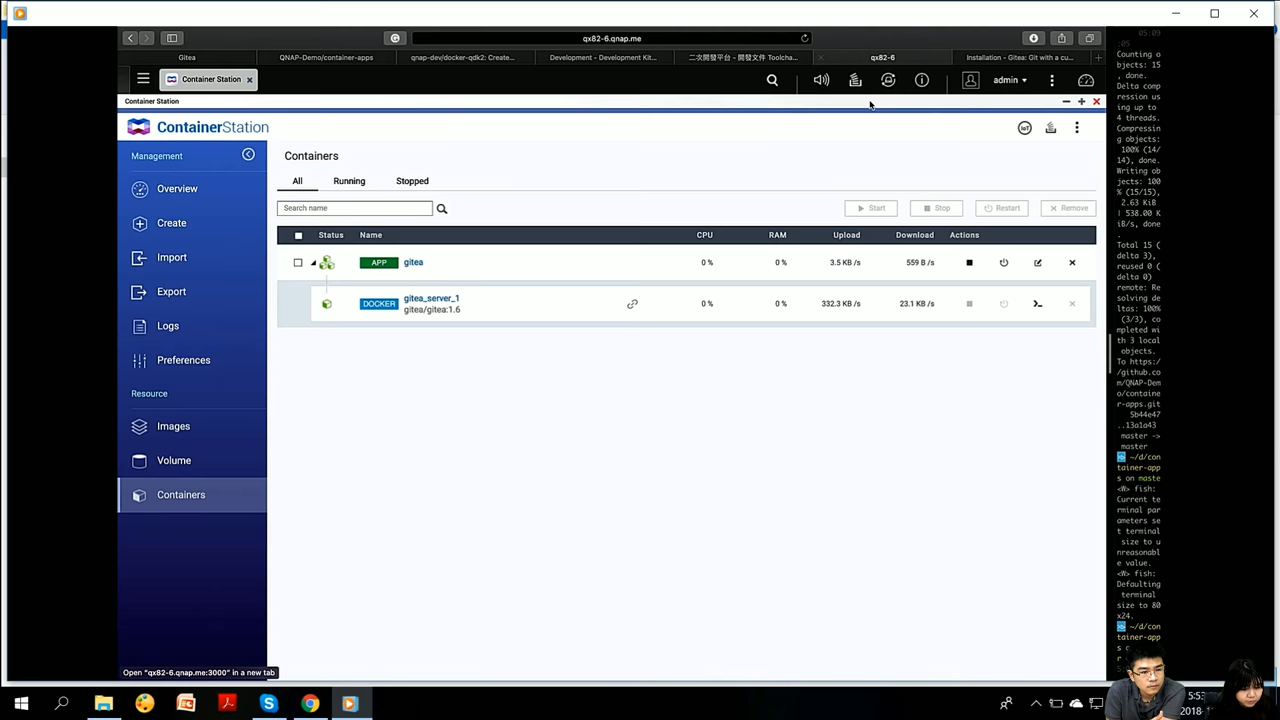 qx82-6.qnap.me
Gitea
QNAP-Demo/container-apps
qnap-dev/docker-qdk2: Create...
Development - Development Kit...
二次開發平台 – 開發文件 Toolcha...
qx82-6
Installation - Gitea: Git with a cu...
Container Station
admin
Container Station
ContainerStation
IoT
Management
Overview
Create
Import
Export
Logs
Preferences
Resource
Images
Volume
Containers
Containers
All
Running
Stopped
Search name
Start
Stop
Restart
Remove
Status
Name
CPU
RAM
Upload
Download
Actions
APP
gitea
0 %
0 %
3.5 KB /s
559 B /s
DOCKER
gitea_server_1
gitea/gitea:1.6
0 %
0 %
332.3 KB /s
23.1 KB /s
Open "qx82-6.qnap.me:3000" in a new tab
05:09
:05
Counting o
bjects: 15
, done.
Delta comp
ression us
ing up to
4 threads.
Compressin
g objects:
100% (14/
14), done.
Writing ob
jects: 100
% (15/15),
2.63 KiB
| 538.00 K
iB/s, done
.
Total 15 (
delta 3),
reused 0 (
delta 0)
remote: Re
solving de
ltas: 100%
(3/3), co
mpleted wi
th 3 local
objects.
To https:/
/github.co
m/QNAP-Dem
o/containe
r-apps.git
5b44e47
..13a1a43
master ->
master
~/d/con
tainer-app
s on maste
<W> fish:
Current te
rminal par
ameters se
t terminal
size to u
nreasonabl
e value.
<W> fish:
Defaulting
terminal
size to 80
x24.
~/d/con
tainer-app
s
5:53
2018-